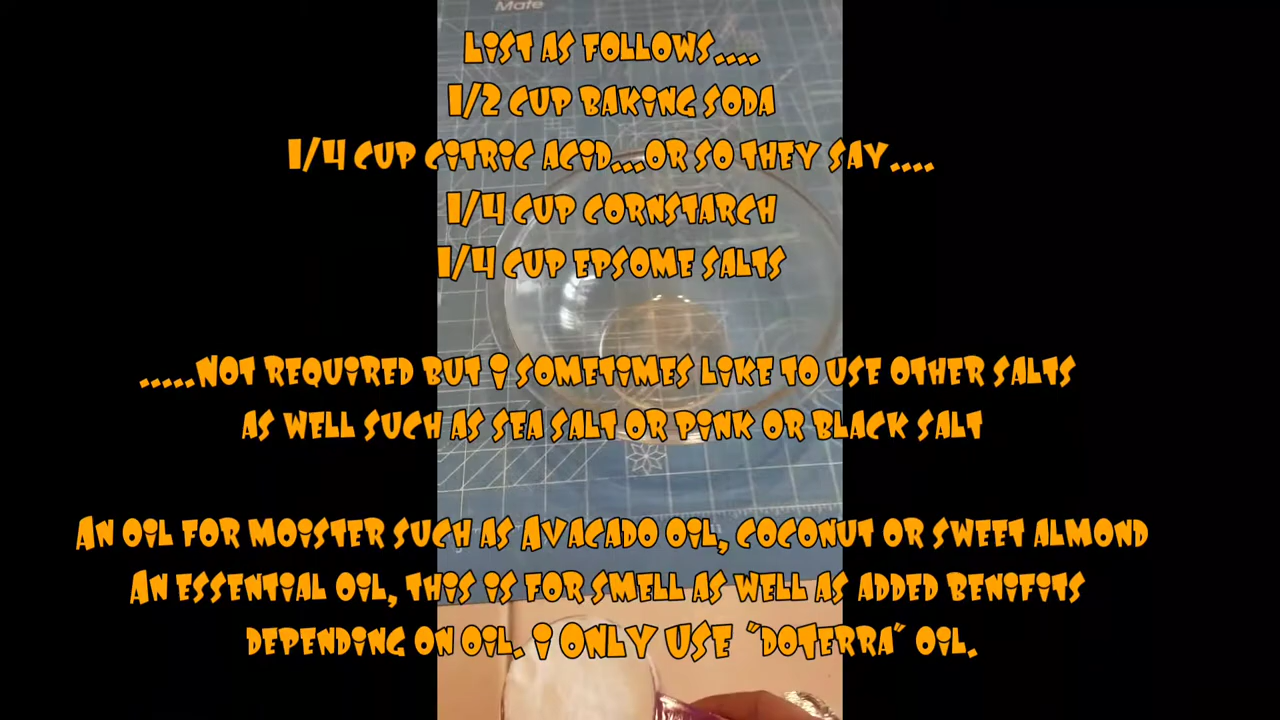 Mate
List as follows....
1/2 cup baking soda
1/4 cup citric acid...or so they say....
1/4 cup cornstarch
1/4 cup epsome salts
.....Not required but i sometimes like to use other salts
as well such as sea salt or pink or black salt
An oil for moister such as Avacado oil, coconut or sweet almond
An essential oil, this is for smell as well as added benifits
depending on oil. i ONLY USE "doTerra" oil.